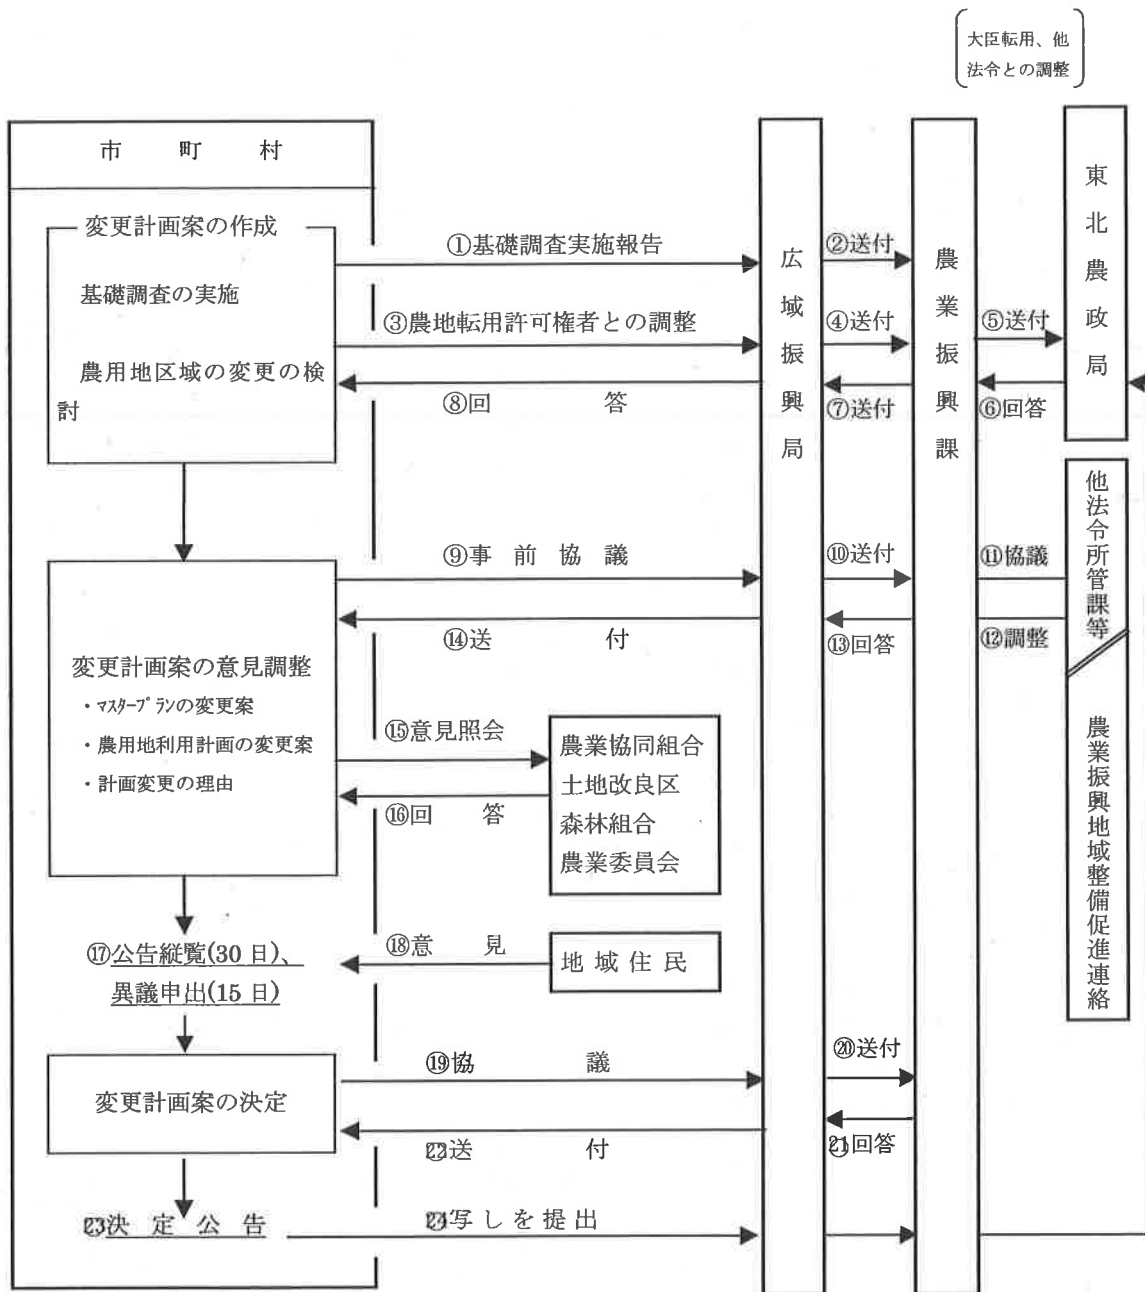 大臣転用、他
法令との調整
市町村
変更計画案の作成
基礎調査の実施
農用地区域の変更の検
討
①基礎調査実施報告
③農地転用許可権者との調整
⑧回答
広域振興局
②送付
④送付
⑦送付
農業振興課
⑤送付
⑥回答
東北農政局
変更計画案の意見調整
・マスタープランの変更案
・農用地利用計画の変更案
・計画変更の理由
⑨事前協議
⑭送付
⑩送付
⑬回答
⑪協議
⑫調整
他法令所管課等
農業振興地域整備促進連絡
⑮意見照会
⑯回答
農業協同組合
土地改良区
森林組合
農業委員会
⑰公告縦覧(30日)、
異議申出(15日)
⑱意見
地域住民
変更計画案の決定
⑲協議
⑳送付
㉑回答
㉒送付
㉓決定公告
㉔写しを提出